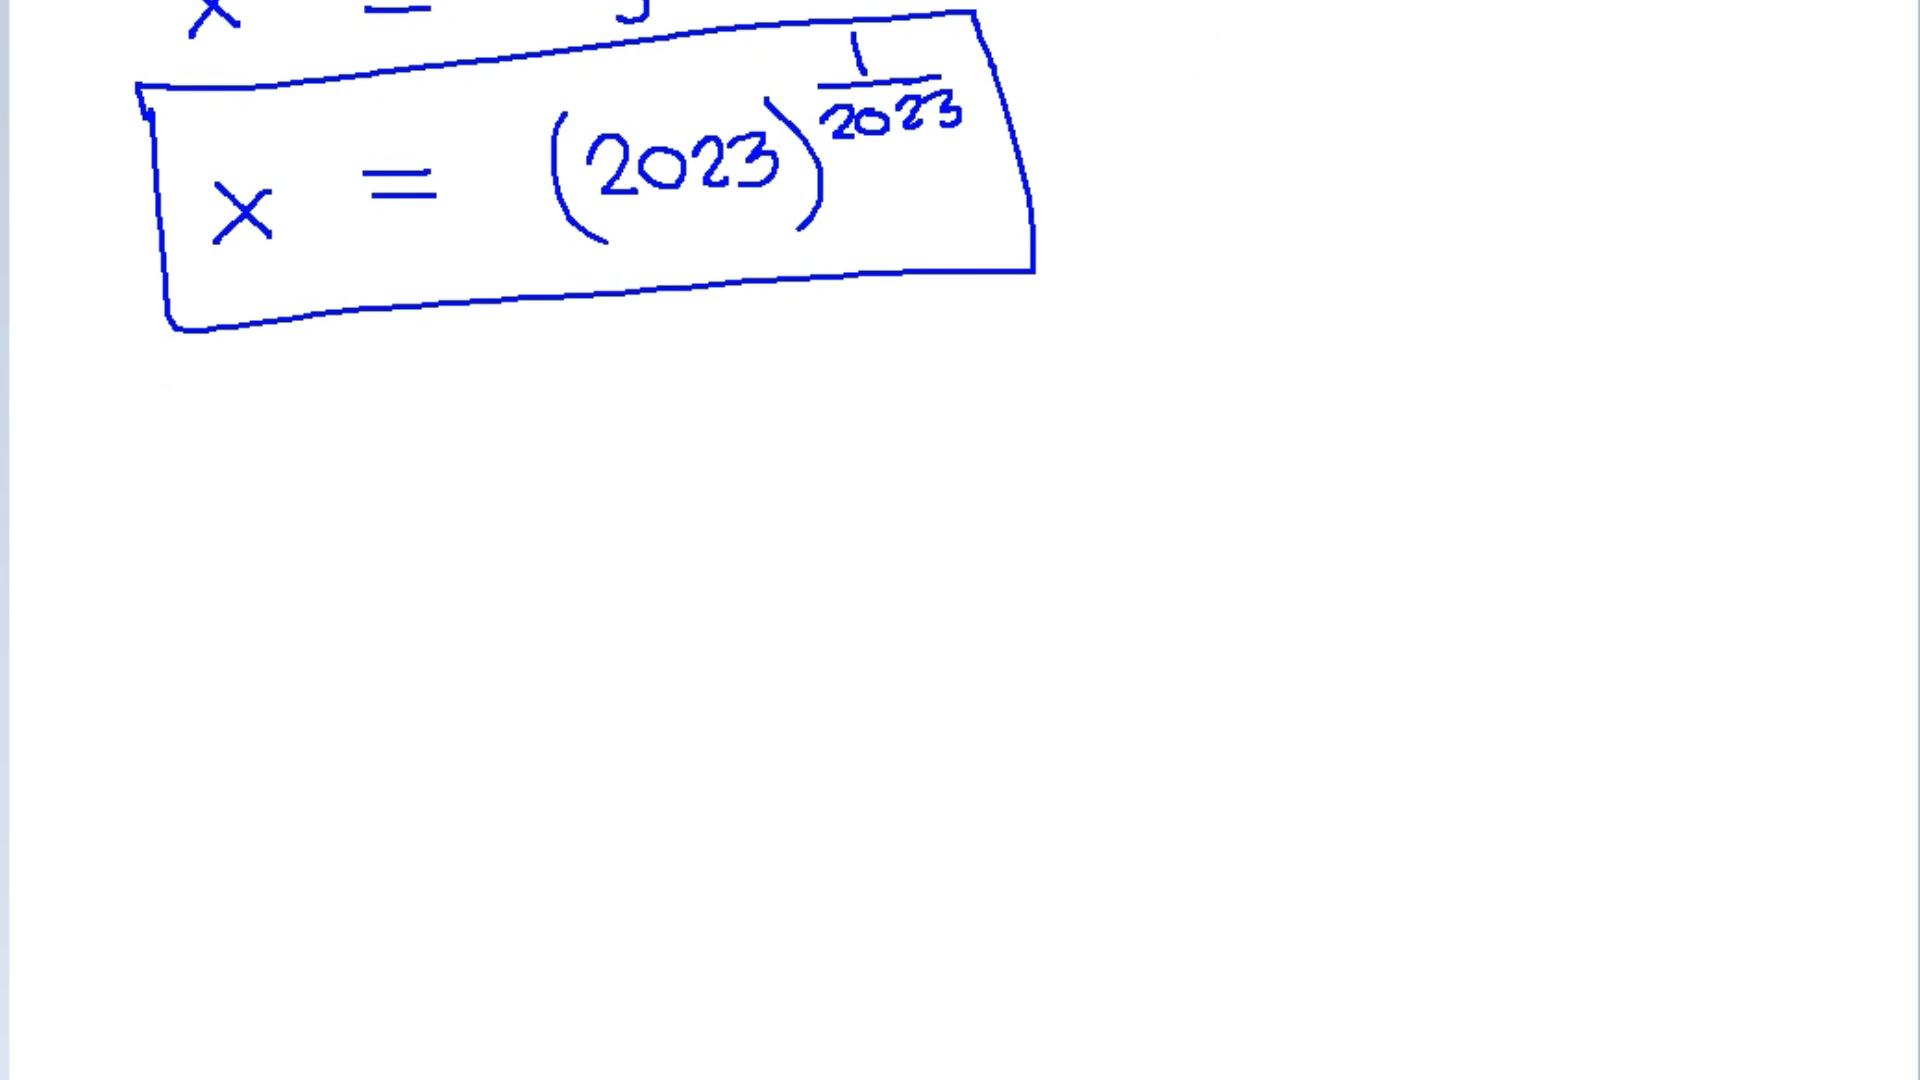 x =
x = (2023)^(1/2023)